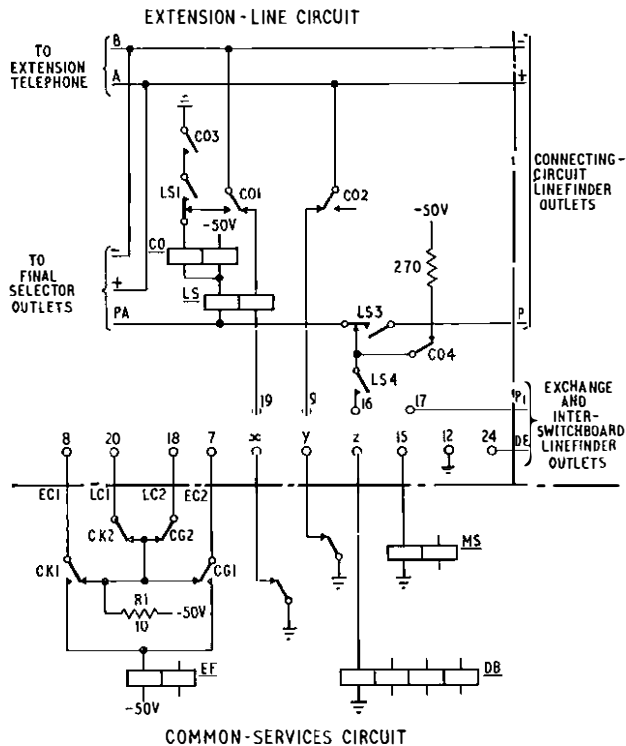 EXTENSION-LINE CIRCUIT
TO
EXTENSION
TELEPHONE
B
A
-
+
CO3
LS1
CO1
CO2
-50V
-50V
CONNECTING-
CIRCUIT
LINEFINDER
OUTLETS
TO
FINAL
SELECTOR
OUTLETS
-
+
PA
CO
LS
270
LS3
P
CO4
LS4
19
9
16
17
P1
DE
EXCHANGE
AND
INTER-
SWITCHBOARD
LINEFINDER
OUTLETS
8
20
18
7
x
y
z
15
12
24
EC1
LC1
LC2
EC2
CK2
CG2
CK1
CG1
R1
10
-50V
MS
EF
-50V
DB
COMMON-SERVICES CIRCUIT